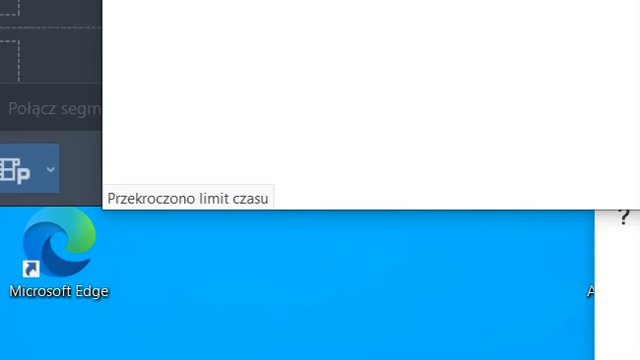 Połącz segm
p
Przekroczono limit czasu
?
Microsoft Edge
A